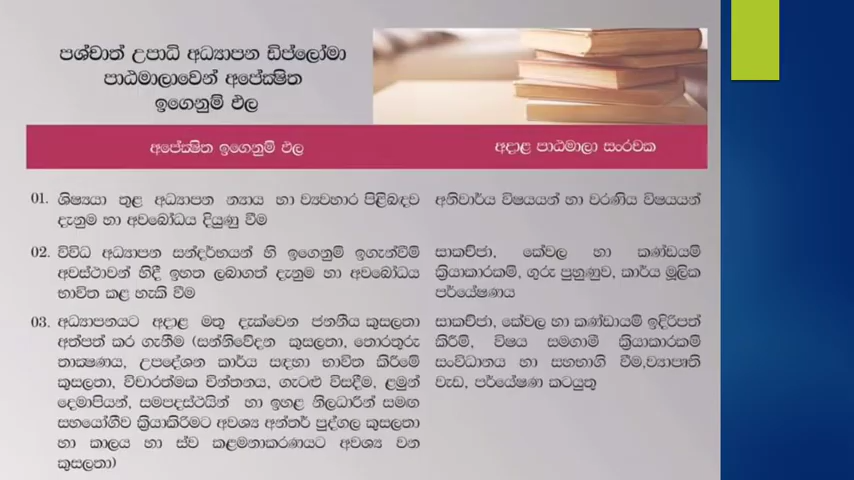 පශ්චාත් උපාධි අධ්‍යාපන ඩිප්ලෝමා
පාඨමාලාවෙන් අපේක්‍ෂිත
ඉගෙනුම් ඵල
අපේක්‍ෂිත ඉගෙනුම් ඵල
අදාළ පාඨමාලා සංරචක
01. ශිෂ්‍යයා තුළ අධ්‍යාපන න්‍යාය හා ව්‍යවහාර පිළිබඳව
දැනුම හා අවබෝධය දියුණු වීම
අනිවාර්ය විෂයයන් හා වරණීය විෂයයන්
02. විවිධ අධ්‍යාපන සන්දර්භයන් හි ඉගෙනුම් ඉගැන්වීම්
අවස්ථාවන් හිදී ඉහත ලබාගත් දැනුම හා අවබෝධය
භාවිත කළ හැකි වීම
සාකච්ඡා, කේවල හා කණ්ඩයම්
ක්‍රියාකාරකම්, ගුරු පුහුණුව, කාර්ය මූලික
පර්යේෂණය
03. අධ්‍යාපනයට අදාළ මතු දැක්වෙන ජනනීය කුසලතා
අත්පත් කර ගැනීම (සන්නිවේදන කුසලතා, තොරතුරු
තාක්‍ෂණය, උපදේශන කාර්ය සඳහා භාවිත කිරීමේ
කුසලතා, විචාරත්මක චින්තනය, ගැටළු විසඳීම, ළමුන්
දෙමාපියන්, සමපදස්ථයින් හා ඉහළ නිලධාරීන් සමඟ
සහයෝගීව ක්‍රියාකිරීමට අවශ්‍ය අන්තර් පුද්ගල කුසලතා
හා කාලය හා ස්ව කළමනාකරණයට අවශ්‍ය වන
කුසලතා)
සාකච්ඡා, කේවල හා කණ්ඩායම් ඉදිරිපත්
කිරීම්, විෂය සමගාමී ක්‍රියාකාරකම්
සංවිධානය හා සහභාගි වීම,ව්‍යාපෘති
වැඩ, පර්යේෂණ කටයුතු